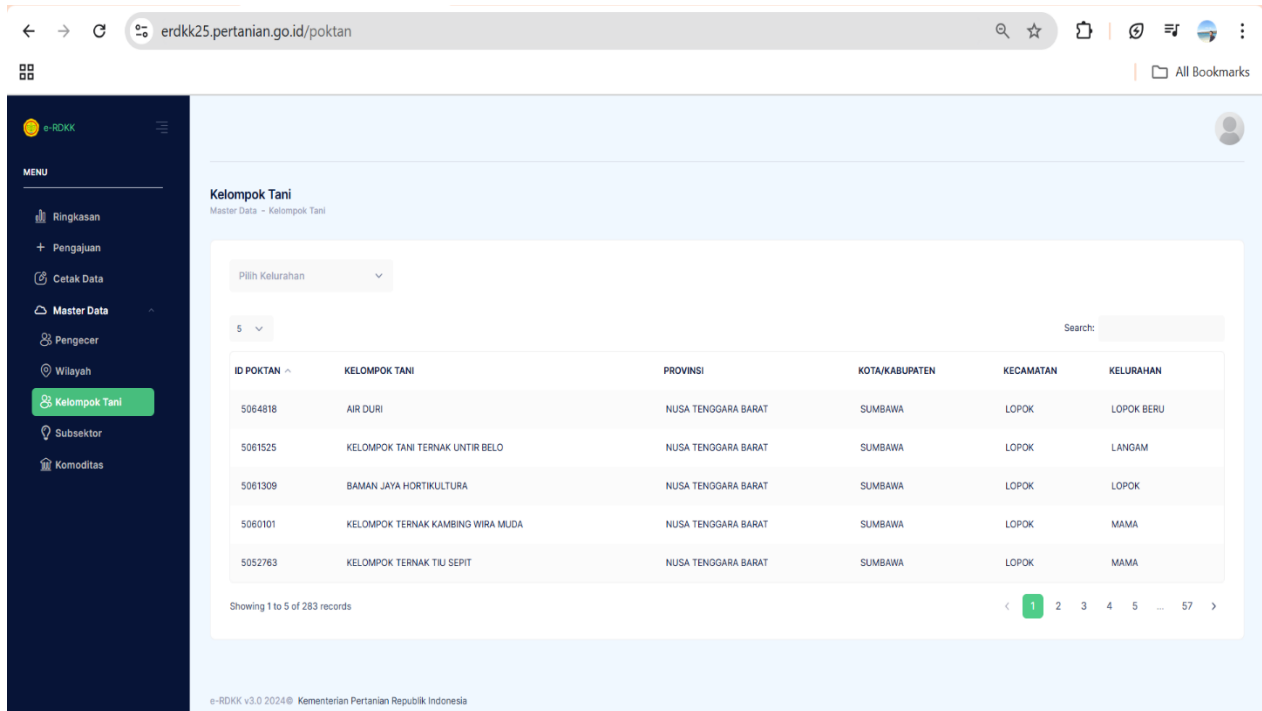 erdkk25.pertanian.go.id/poktan
All Bookmarks
e-RDKK
MENU
Ringkasan
Pengajuan
Cetak Data
Master Data
Pengecer
Wilayah
Kelompok Tani
Subsektor
Komoditas
Kelompok Tani
Master Data - Kelompok Tani
Pilih Kelurahan
5 Search:
ID POKTAN KELOMPOK TANI PROVINSI KOTA/KABUPATEN KECAMATAN KELURAHAN
5064818 AIR DURI NUSA TENGGARA BARAT SUMBAWA LOPOK LOPOK BERU
5061525 KELOMPOK TANI TERNAK UNTIR BELO NUSA TENGGARA BARAT SUMBAWA LOPOK LANGAM
5061309 BAMAN JAYA HORTIKULTURA NUSA TENGGARA BARAT SUMBAWA LOPOK LOPOK
5060101 KELOMPOK TERNAK KAMBING WIRA MUDA NUSA TENGGARA BARAT SUMBAWA LOPOK MAMA
5052763 KELOMPOK TERNAK TIU SEPIT NUSA TENGGARA BARAT SUMBAWA LOPOK MAMA
Showing 1 to 5 of 283 records < 1 2 3 4 5 ... 57 >
e-RDKK v3.0 2024© Kementerian Pertanian Republik Indonesia